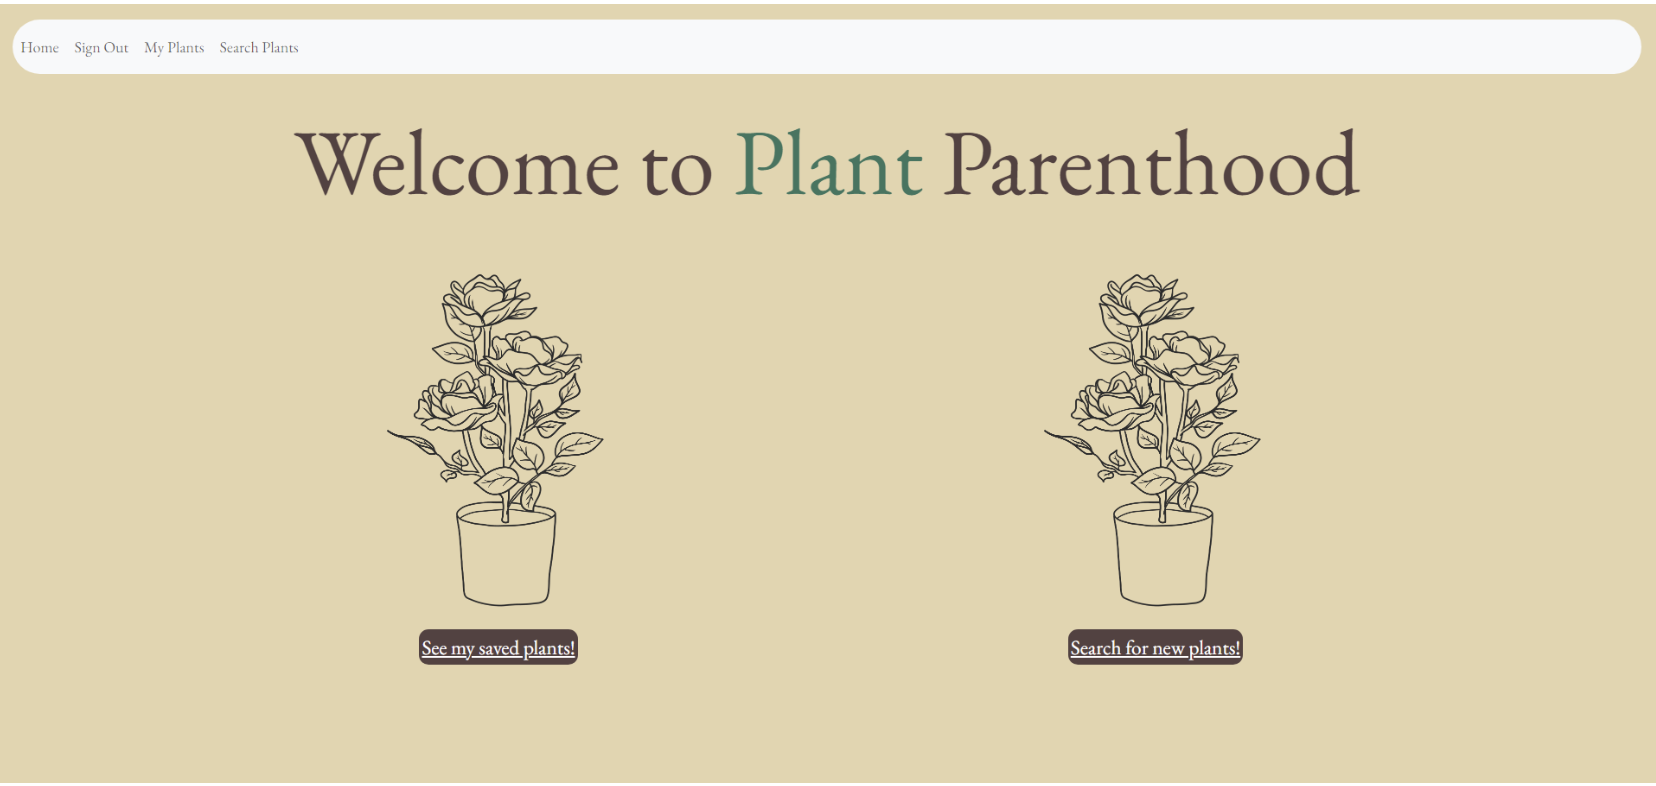 Home Sign Out My Plants Search Plants
Welcome to Plant Parenthood
See my saved plants!
Search for new plants!